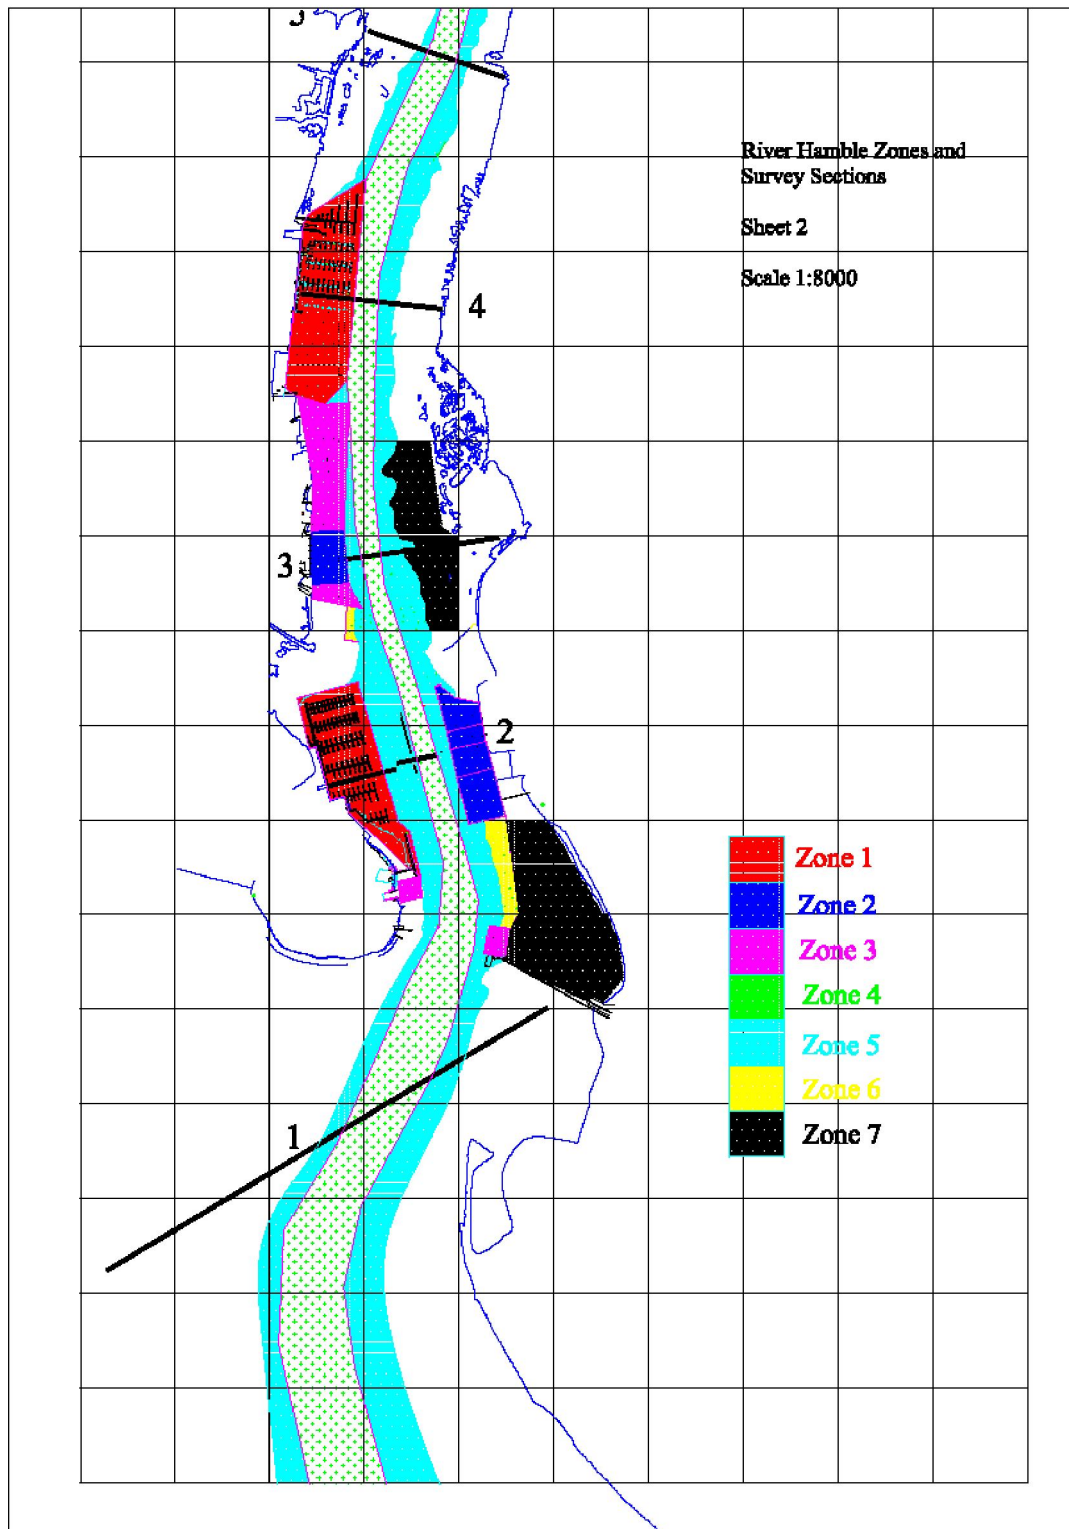 River Hamble Zones and
Survey Sections
Sheet 2
Scale 1:8000
4
3
2
1
Zone 1
Zone 2
Zone 3
Zone 4
Zone 5
Zone 6
Zone 7